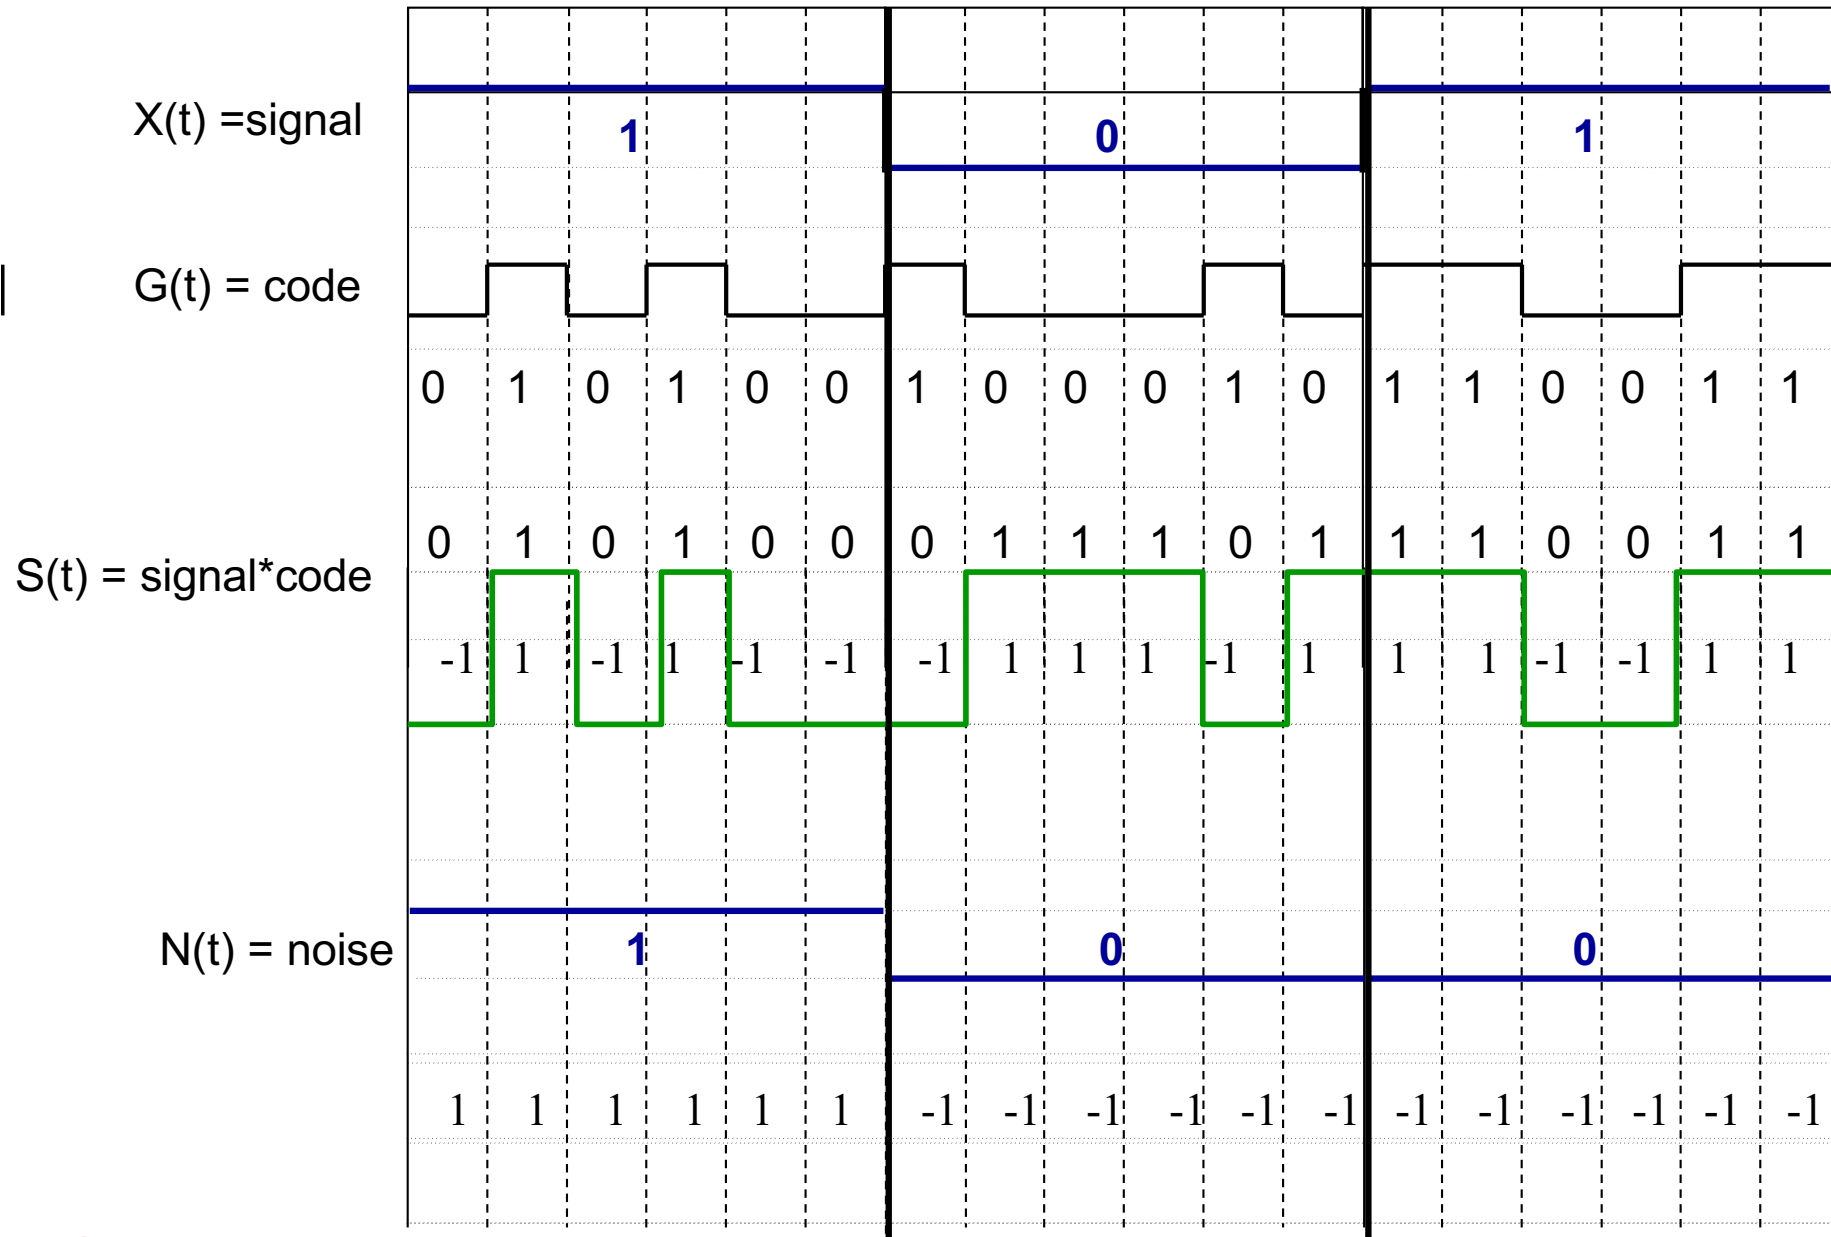 X(t) =signal
1 0 1
G(t) = code
0 1 0 1 0 0 1 0 0 0 1 0 1 1 0 0 1 1
0 1 0 1 0 0 0 1 1 1 0 1 1 1 0 0 1 1
S(t) = signal*code
-1 1 -1 1 -1 -1 -1 1 1 1 -1 1 1 1 -1 -1 1 1
N(t) = noise
1 0 0
1 1 1 1 1 1 -1 -1 -1 -1 -1 -1 -1 -1 -1 -1 -1 -1